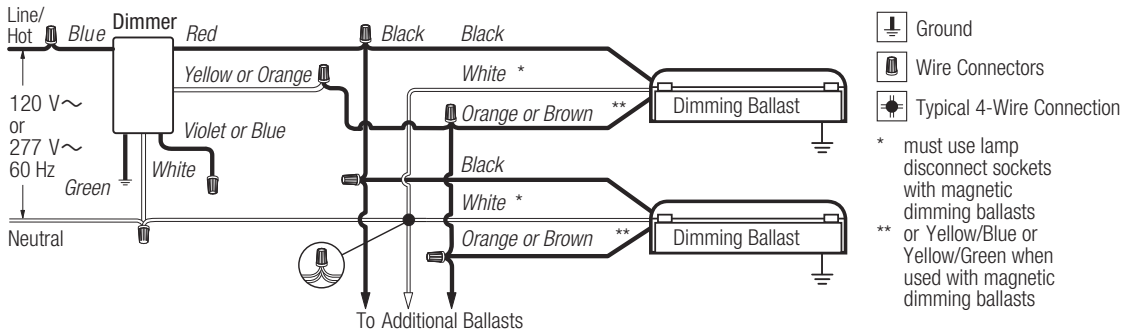 Line/
Hot
Blue
Dimmer
Red
Black
Black
Yellow or Orange
White *
Orange or Brown **
Dimming Ballast
120 V~
or
277 V~
60 Hz
Violet or Blue
White
Green
Black
White *
Orange or Brown **
Dimming Ballast
Neutral
To Additional Ballasts
Ground
Wire Connectors
Typical 4-Wire Connection
* must use lamp
disconnect sockets
with magnetic
dimming ballasts
** or Yellow/Blue or
Yellow/Green when
used with magnetic
dimming ballasts